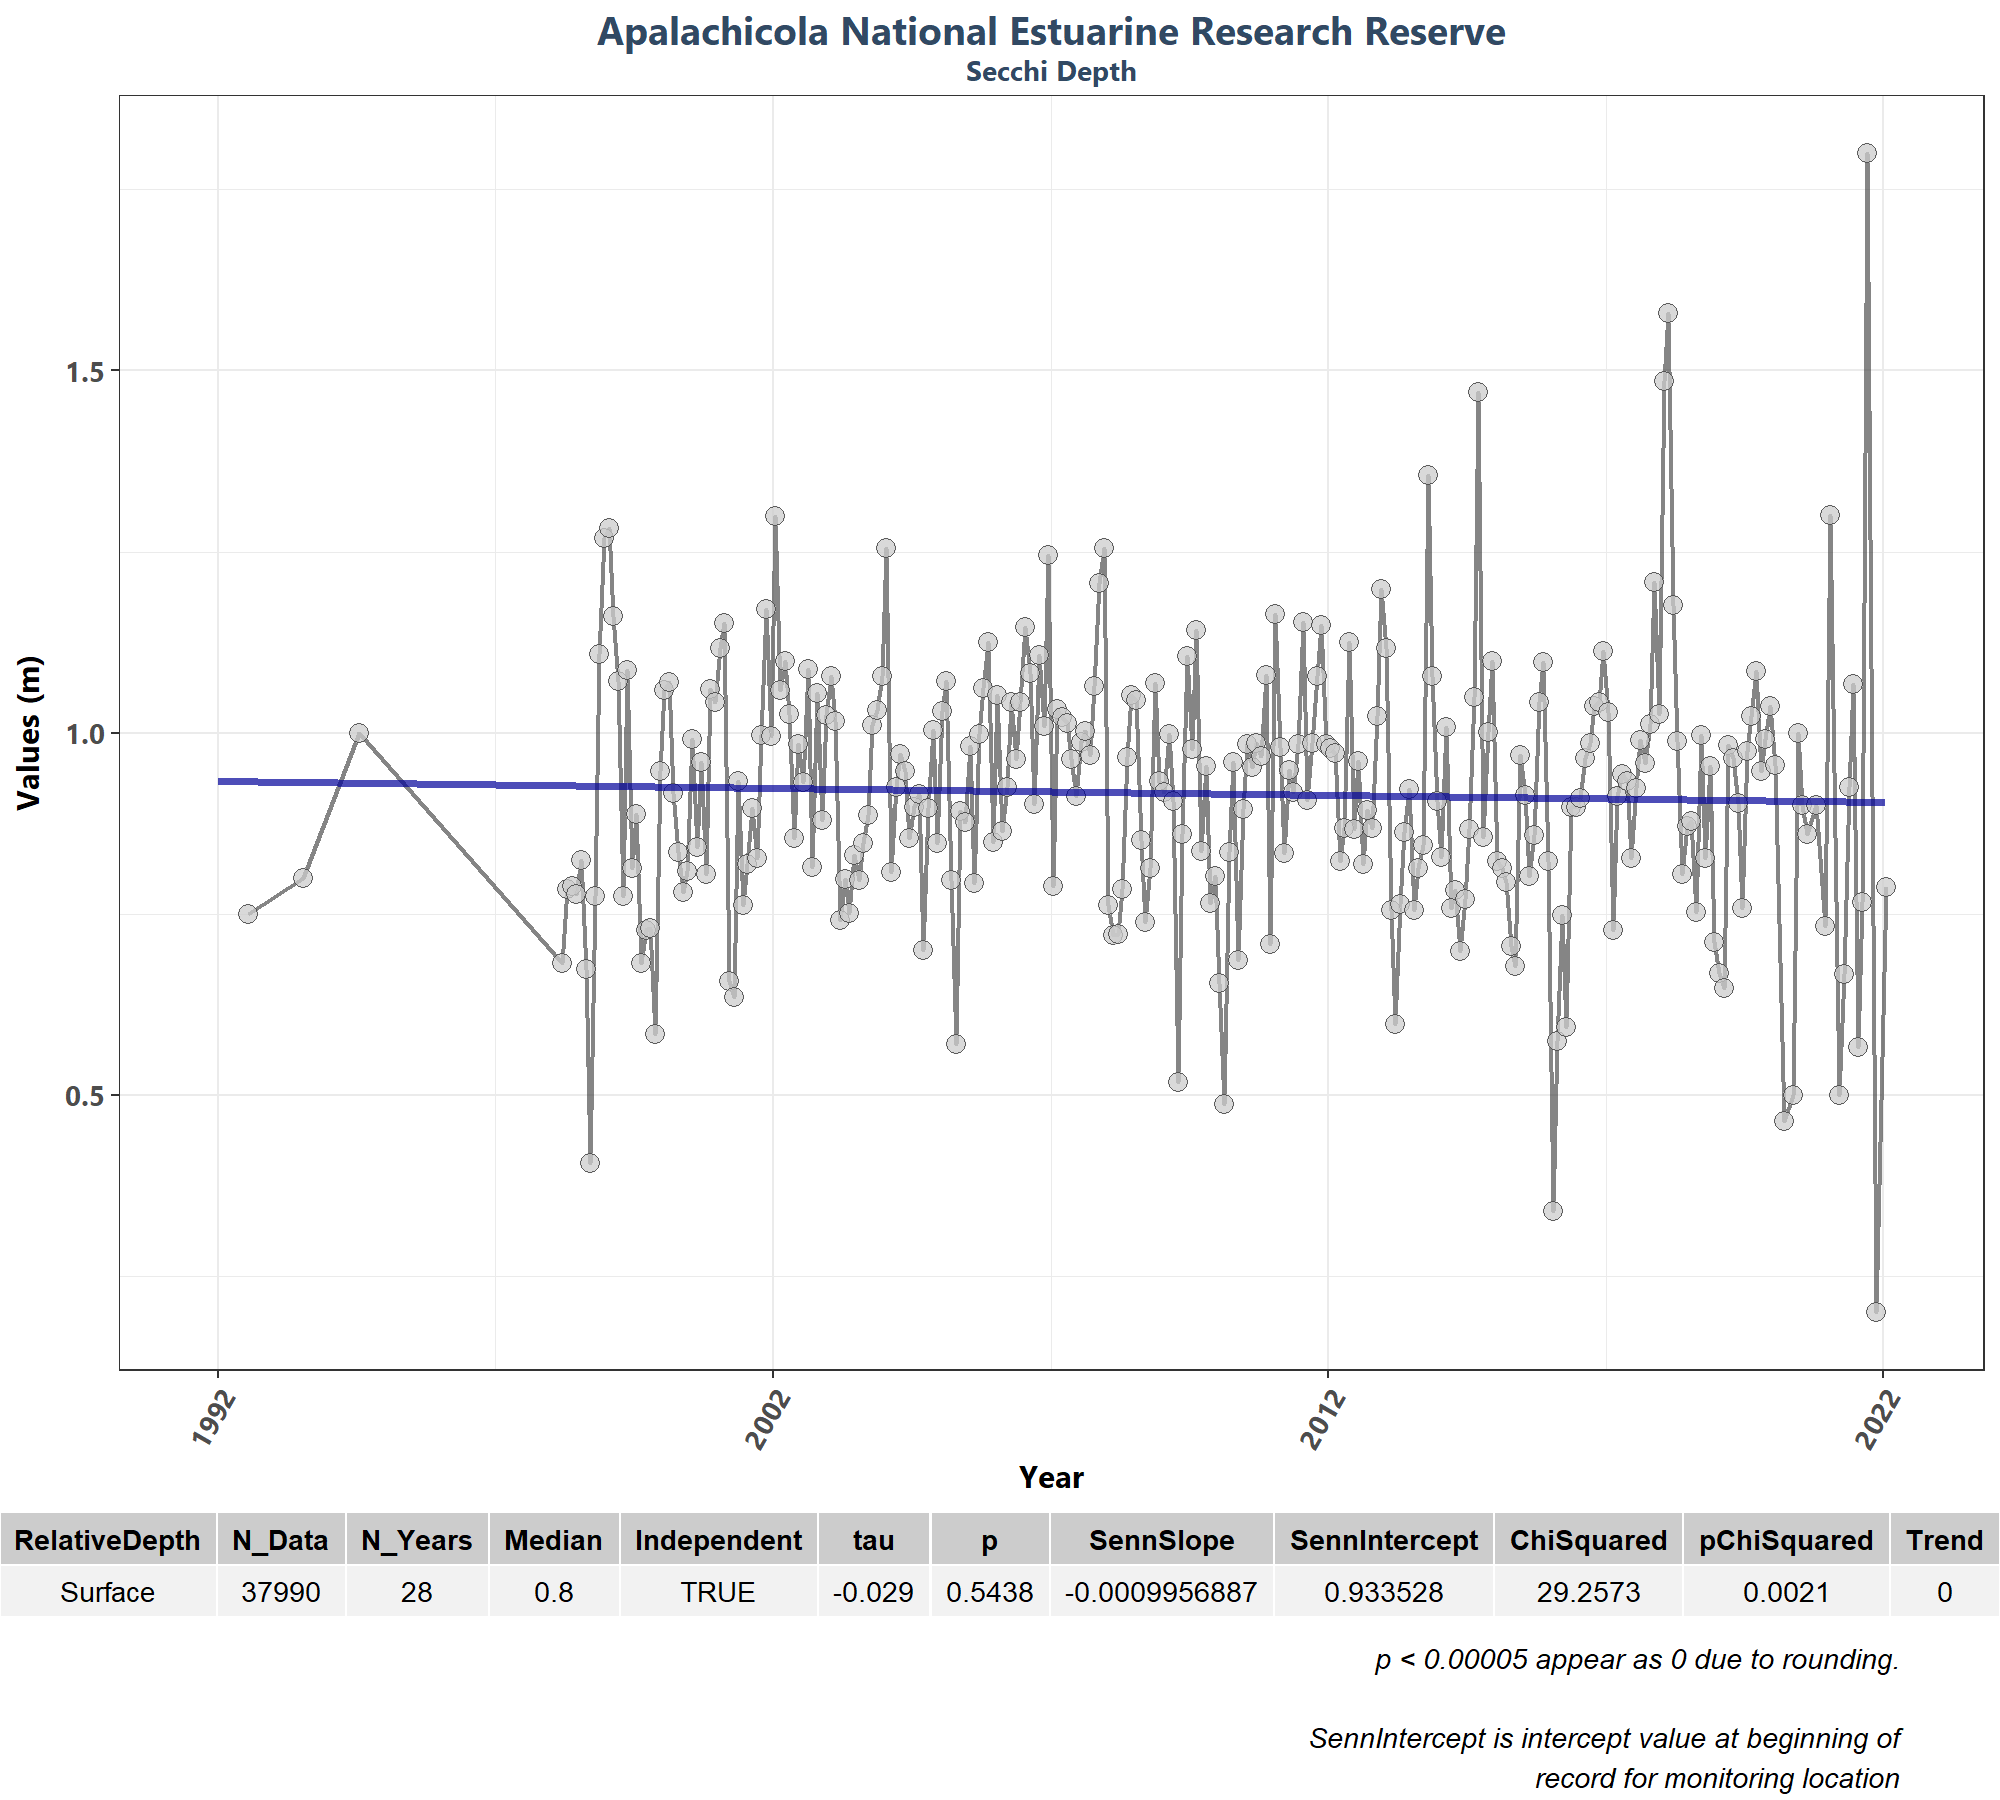 Apalachicola National Estuarine Research Reserve
Secchi Depth
Values (m)
1.5
1.0
0.5
1992
2002
2012
2022
Year
RelativeDepth N_Data N_Years Median Independent tau p SennSlope SennIntercept ChiSquared pChiSquared Trend
Surface 37990 28 0.8 TRUE -0.029 0.5438 -0.0009956887 0.933528 29.2573 0.0021 0
p < 0.00005 appear as 0 due to rounding.
SennIntercept is intercept value at beginning of
record for monitoring location